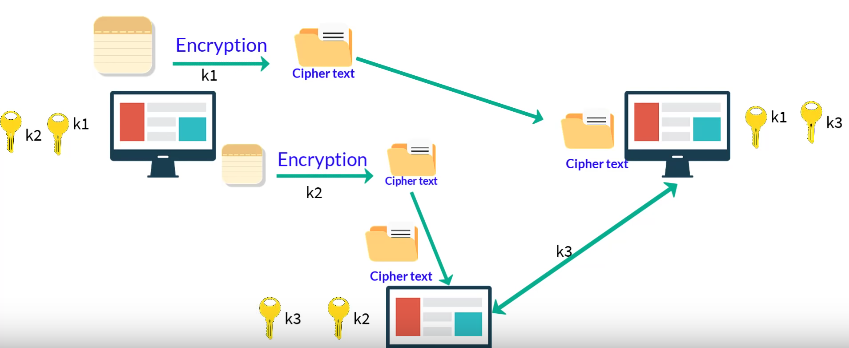 Encryption
k1
Cipher text
k2
k1
k1
k3
Encryption
k2
Cipher text
Cipher text
Cipher text
k3
k3
k2